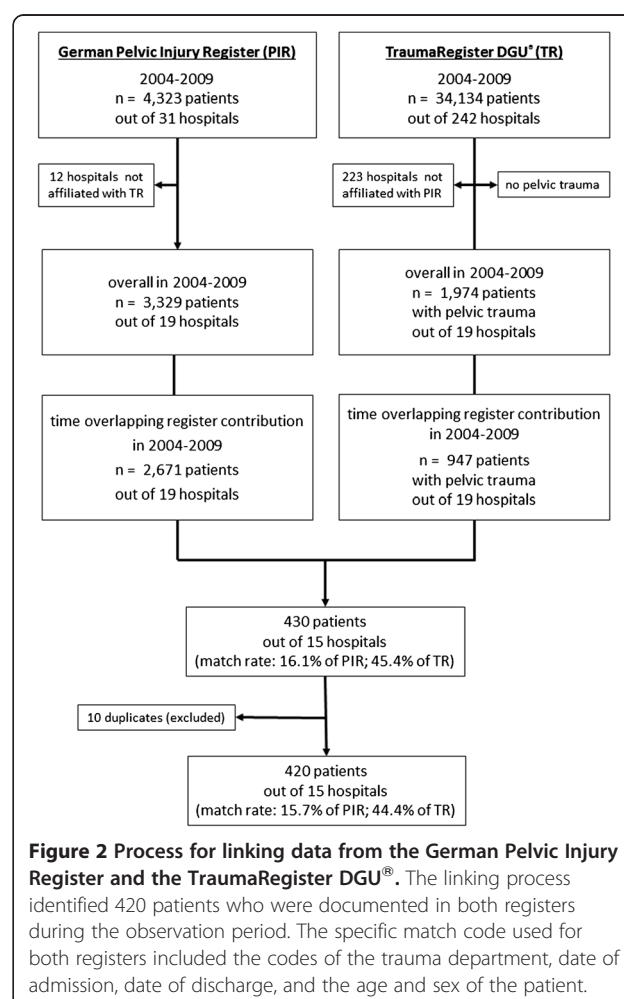 German Pelvic Injury Register (PIR)
2004-2009
n = 4,323 patients
out of 31 hospitals
TraumaRegister DGU® (TR)
2004-2009
n = 34,134 patients
out of 242 hospitals
12 hospitals not
affiliated with TR
223 hospitals not
affiliated with PIR
no pelvic trauma
overall in 2004-2009
n = 3,329 patients
out of 19 hospitals
overall in 2004-2009
n = 1,974 patients
with pelvic trauma
out of 19 hospitals
time overlapping register contribution
in 2004-2009
n = 2,671 patients
out of 19 hospitals
time overlapping register contribution
in 2004-2009
n = 947 patients
with pelvic trauma
out of 19 hospitals
430 patients
out of 15 hospitals
(match rate: 16.1% of PIR; 45.4% of TR)
10 duplicates (excluded)
420 patients
out of 15 hospitals
(match rate: 15.7% of PIR; 44.4% of TR)
Figure 2 Process for linking data from the German Pelvic Injury
Register and the TraumaRegister DGU®. The linking process
identified 420 patients who were documented in both registers
during the observation period. The specific match code used for
both registers included the codes of the trauma department, date of
admission, date of discharge, and the age and sex of the patient.